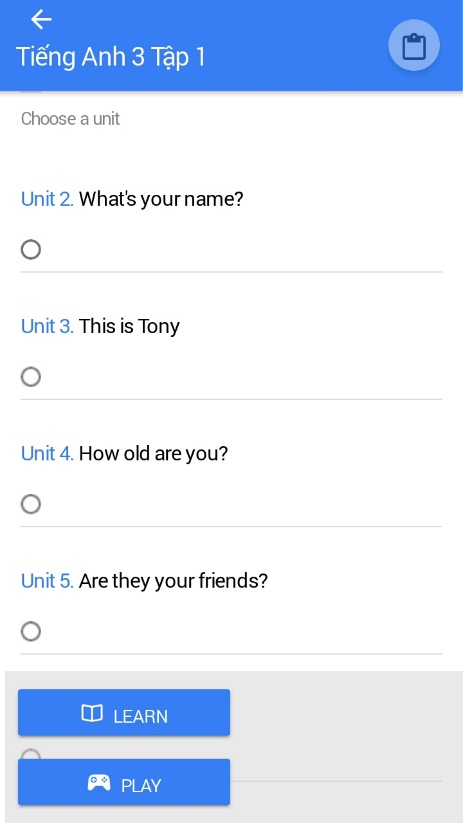 Tiếng Anh 3 Tập 1
Choose a unit
Unit 2. What's your name?
Unit 3. This is Tony
Unit 4. How old are you?
Unit 5. Are they your friends?
LEARN
PLAY